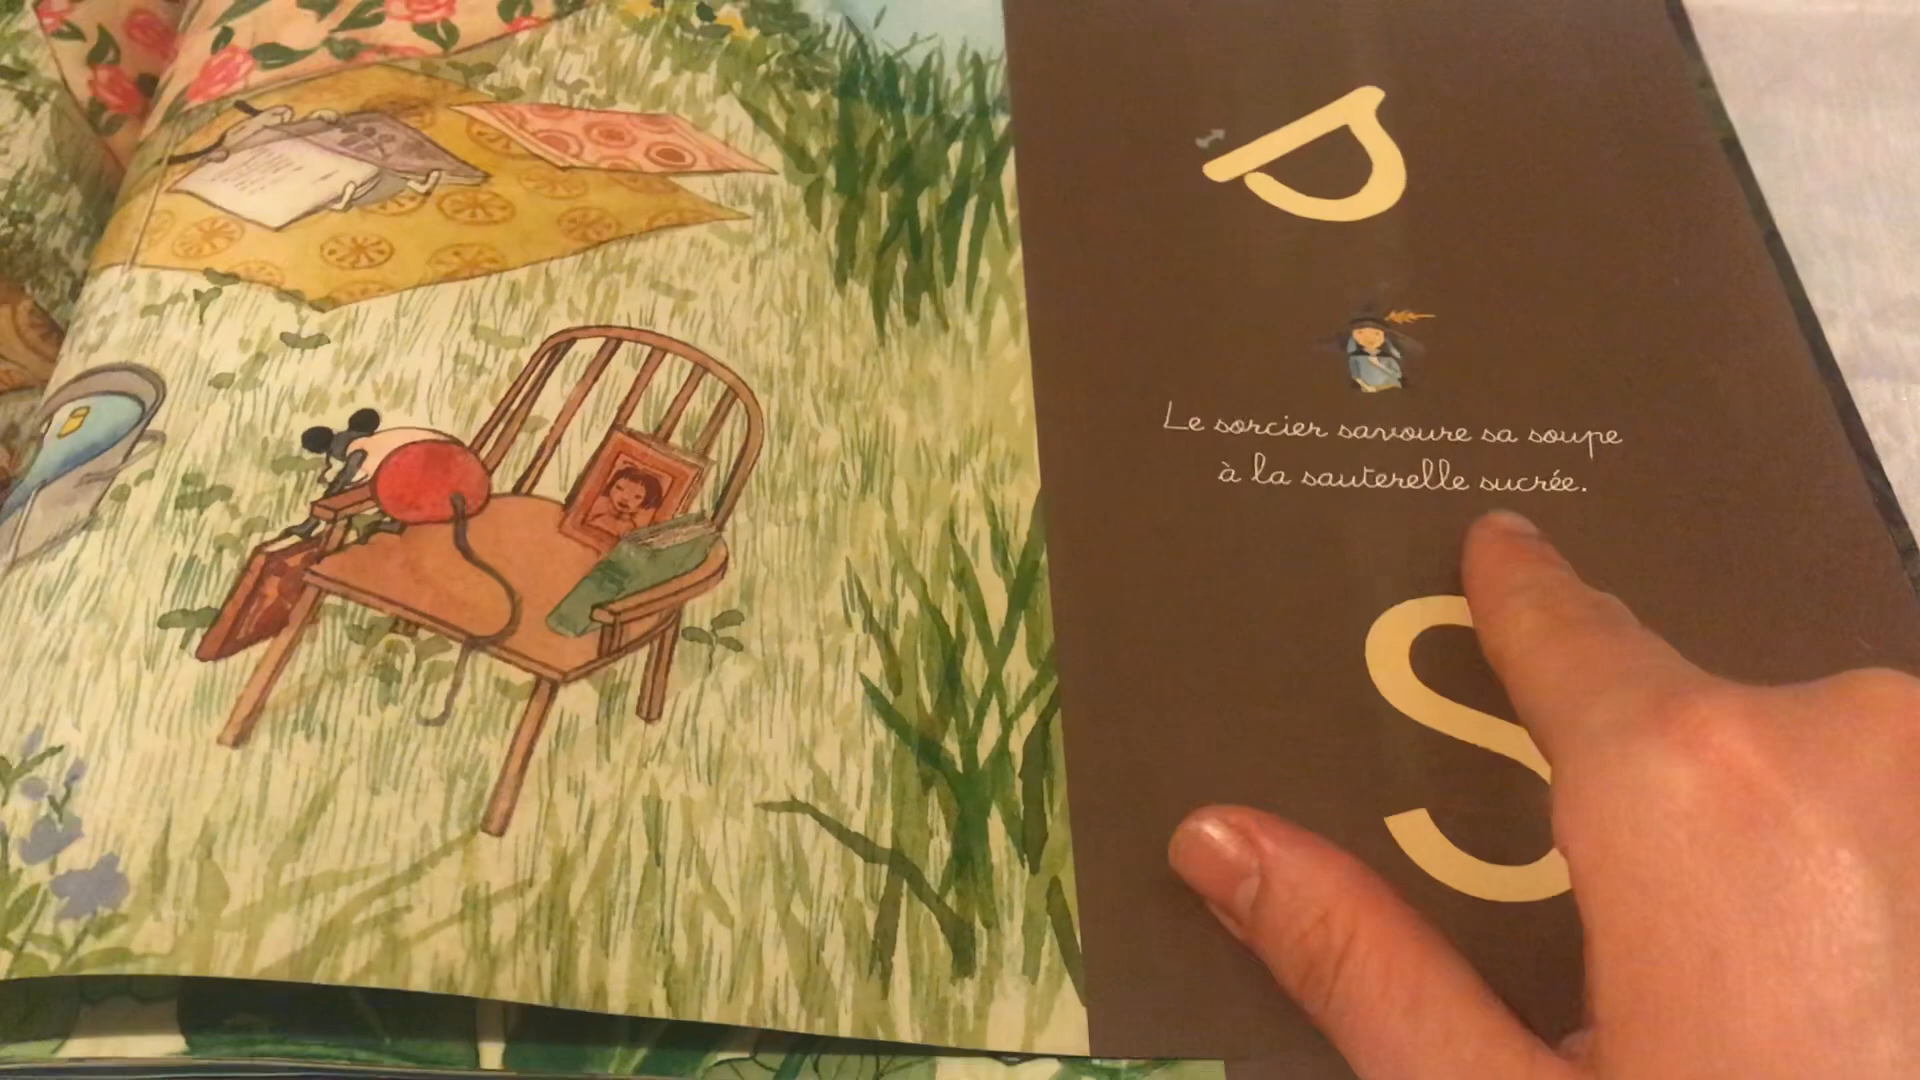 D
Le sorcier savoure sa soupe
à la sauterelle sucrée.
S